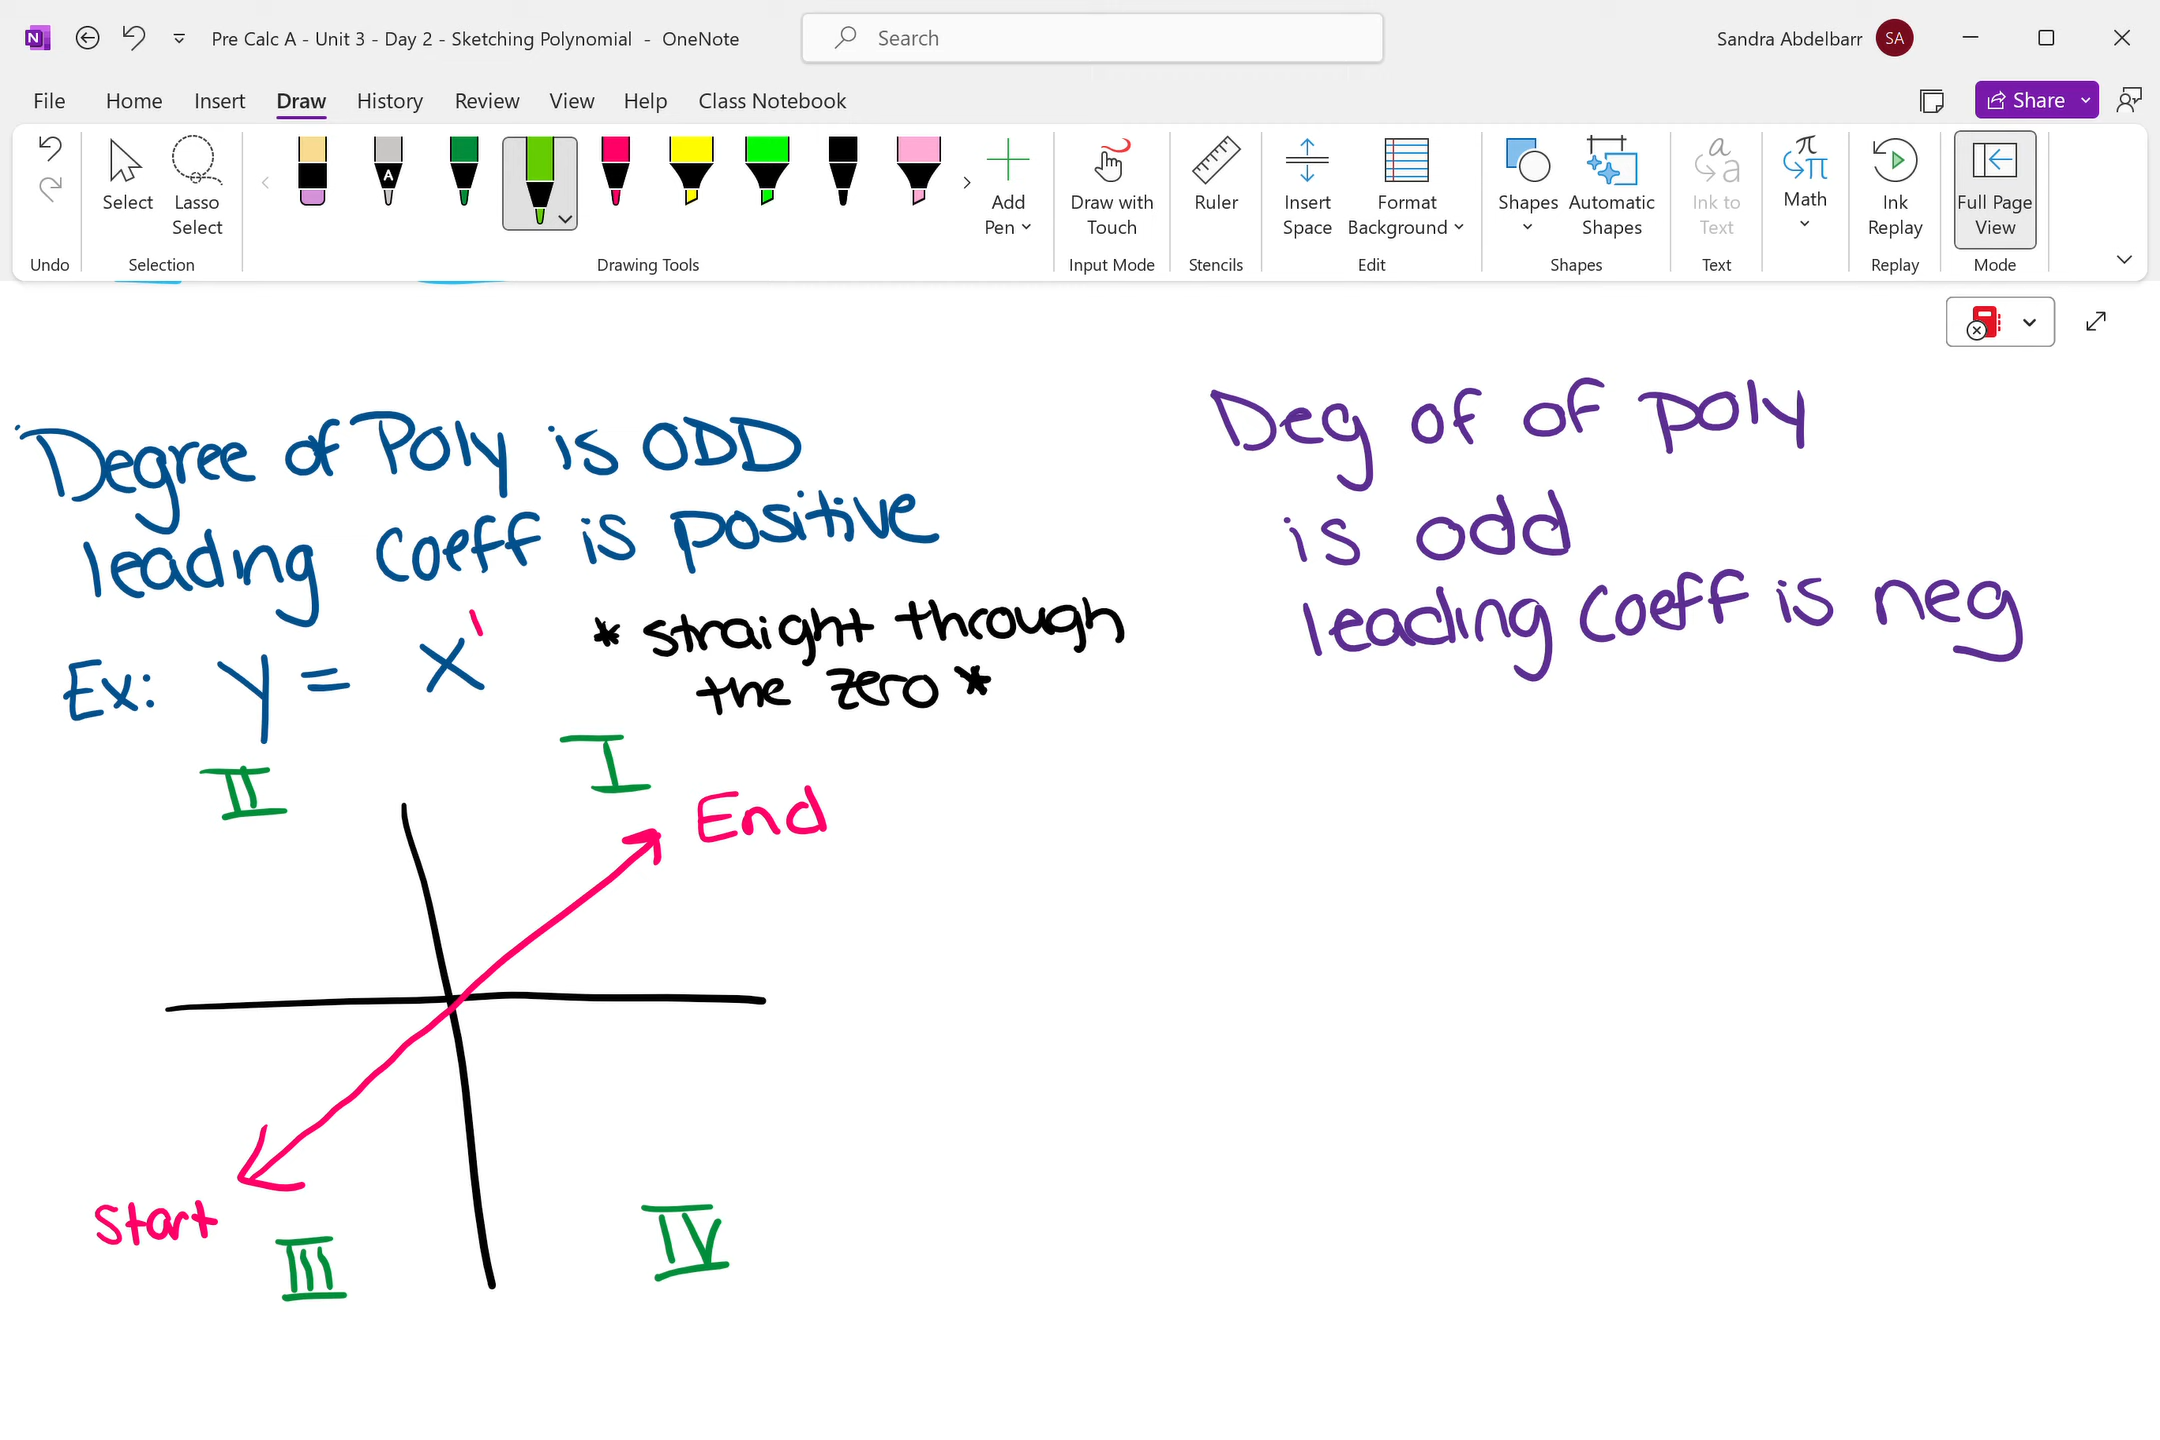 Pre Calc A - Unit 3 - Day 2 - Sketching Polynomial - OneNote
Search
Sandra Abdelbarr SA
File Home Insert Draw History Review View Help Class Notebook
Share
Select
Lasso Select
A
Add Pen
Draw with Touch
Ruler
Insert Space
Format Background
Shapes
Automatic Shapes
Ink to Text
Math
Ink Replay
Full Page View
Undo Selection Drawing Tools Input Mode Stencils Edit Shapes Text Replay Mode
Degree of Poly is ODD
leading coeff is positive
Ex: y = x¹
* straight through
the zero *
II
I
End
Start
III
IV
Deg of of poly
is odd
leading coeff is neg